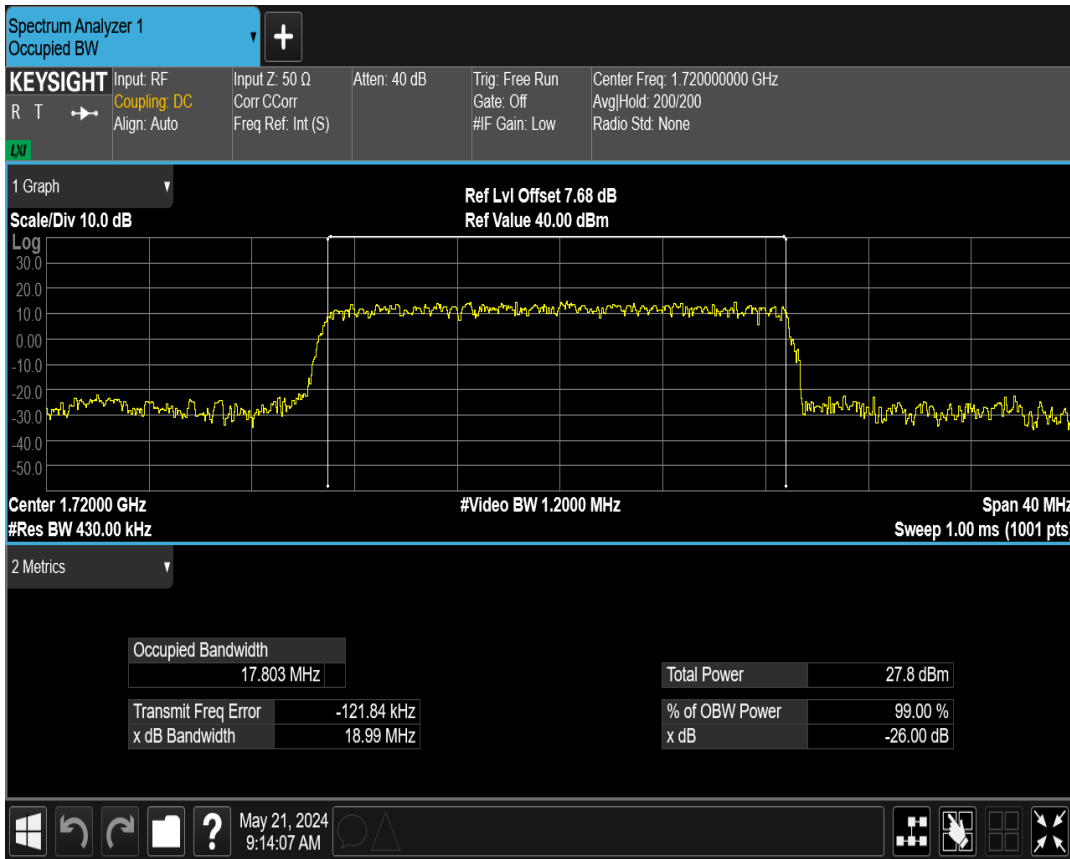 Spectrum Analyzer 1
Occupied BW
+
KEYSIGHT
R T
LXI
Input: RF
Coupling: DC
Align: Auto
Input Z: 50 Ω
Corr CCorr
Freq Ref: Int (S)
Atten: 40 dB
Trig: Free Run
Gate: Off
#IF Gain: Low
Center Freq: 1.720000000 GHz
Avg|Hold: 200/200
Radio Std: None
1 Graph
Scale/Div 10.0 dB
Ref Lvl Offset 7.68 dB
Ref Value 40.00 dBm
Log
30.0
20.0
10.0
0.00
-10.0
-20.0
-30.0
-40.0
-50.0
Center 1.72000 GHz
#Res BW 430.00 kHz
#Video BW 1.2000 MHz
Span 40 MHz
Sweep 1.00 ms (1001 pts)
2 Metrics
Occupied Bandwidth
17.803 MHz
Transmit Freq Error -121.84 kHz
x dB Bandwidth 18.99 MHz
Total Power 27.8 dBm
% of OBW Power 99.00 %
x dB -26.00 dB
?
May 21, 2024
9:14:07 AM